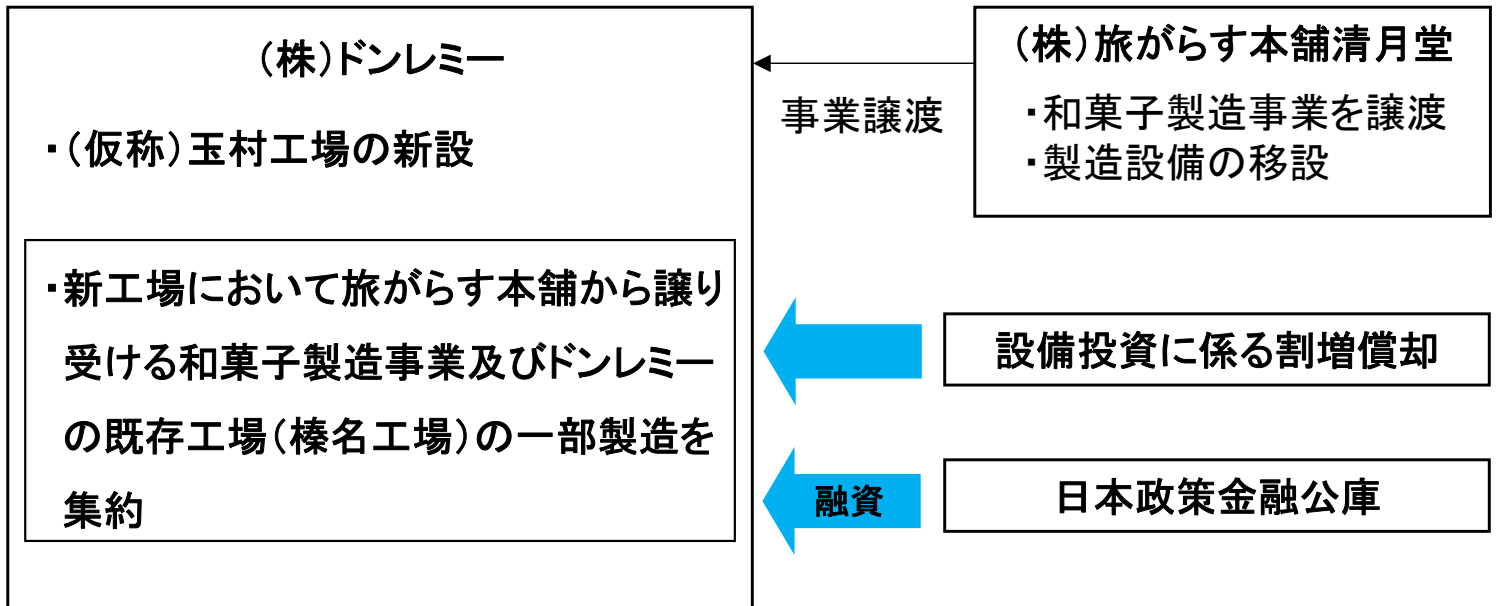 (株)ドンレミー
・(仮称)玉村工場の新設
・新工場において旅がらす本舗から譲り
受ける和菓子製造事業及びドンレミー
の既存工場(榛名工場)の一部製造を
集約
事業譲渡
(株)旅がらす本舗清月堂
・和菓子製造事業を譲渡
・製造設備の移設
設備投資に係る割増償却
融資
日本政策金融公庫